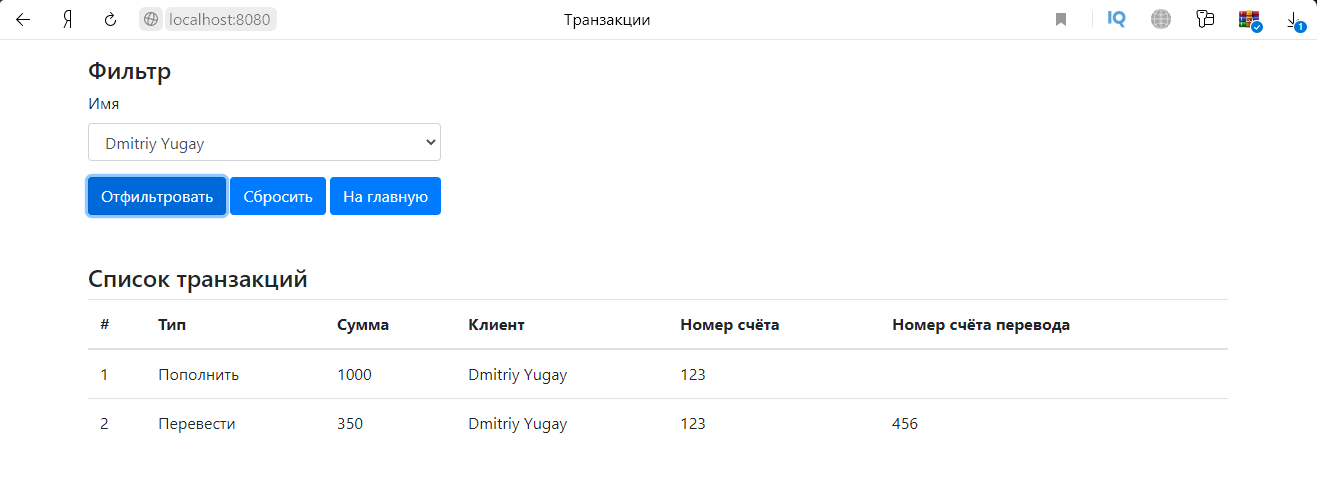 Я localhost:8080 Транзакции IQ 1
Фильтр
Имя
Dmitriy Yugay
Отфильтровать Сбросить На главную
Список транзакций
# Тип Сумма Клиент Номер счёта Номер счёта перевода
1 Пополнить 1000 Dmitriy Yugay 123
2 Перевести 350 Dmitriy Yugay 123 456